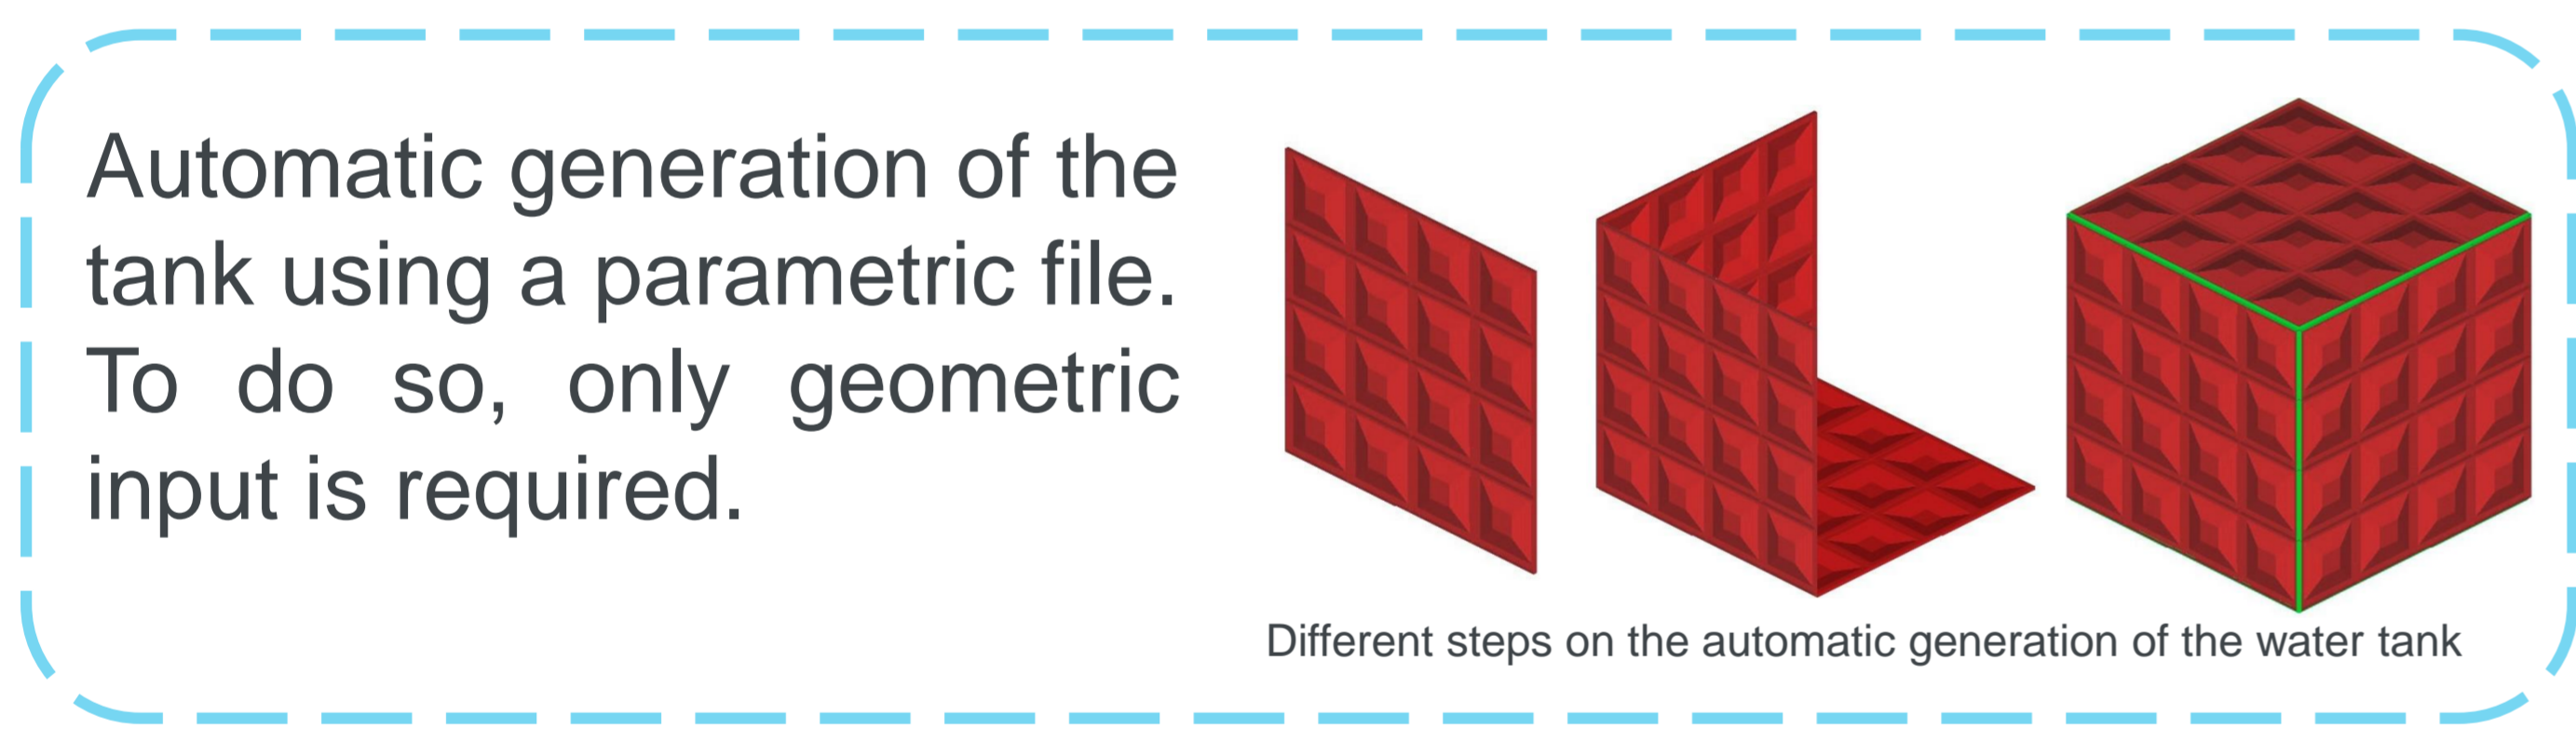 Automatic generation of the
tank using a parametric file.
To do so, only geometric
input is required.
Different steps on the automatic generation of the water tank